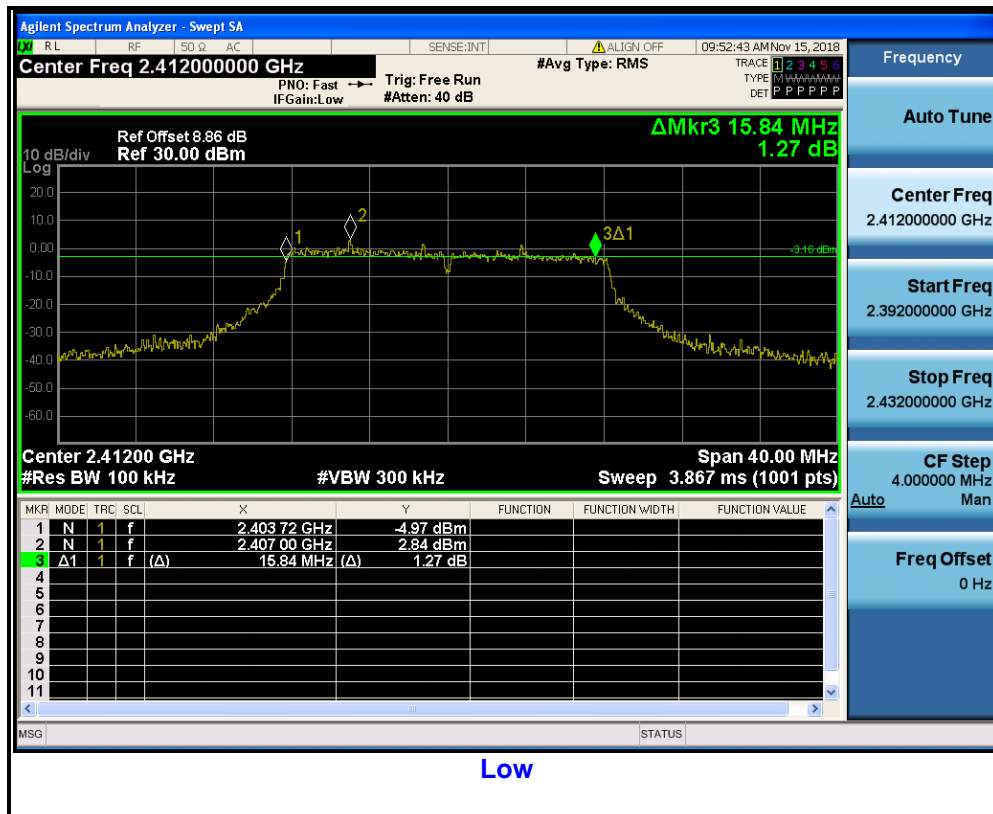 Agilent Spectrum Analyzer - Swept SA
LXI RL RF 50 Ω AC SENSE:INT ALIGN OFF 09:52:43 AM Nov 15, 2018
Center Freq 2.412000000 GHz
PNO: Fast
IFGain:Low
Trig: Free Run
#Atten: 40 dB
#Avg Type: RMS
TRACE 1 2 3 4 5 6
TYPE M
DET P P P P P P
Ref Offset 8.86 dB
Ref 30.00 dBm
10 dB/div
Log
ΔMkr3 15.84 MHz
1.27 dB
20.0
10.0
0.00
-10.0
-20.0
-30.0
-40.0
-50.0
-60.0
1
2
3Δ1
-3.16 dBm
Center 2.41200 GHz Span 40.00 MHz
#Res BW 100 kHz #VBW 300 kHz Sweep 3.867 ms (1001 pts)
MKR MODE TRC SCL X Y FUNCTION FUNCTION WIDTH FUNCTION VALUE
1 N 1 f 2.403 72 GHz -4.97 dBm
2 N 1 f 2.407 00 GHz 2.84 dBm
3 Δ1 1 f (Δ) 15.84 MHz (Δ) 1.27 dB
4
5
6
7
8
9
10
11
MSG STATUS
Frequency
Auto Tune
Center Freq
2.412000000 GHz
Start Freq
2.392000000 GHz
Stop Freq
2.432000000 GHz
CF Step
4.000000 MHz
Auto Man
Freq Offset
0 Hz
Low